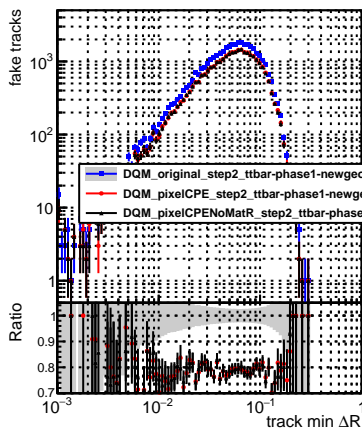 fake tracks
10³
10²
DQM_original_step2_ttbar-phase1-newgeo
DQM_pixelCPE_step2_ttbar-phase1-newge
DQM_pixelCPENoMatR_step2_ttbar-phase
10
1
Ratio
1
0.9
0.8
0.7
10⁻³ 10⁻² 10⁻¹ 1
track min ΔR